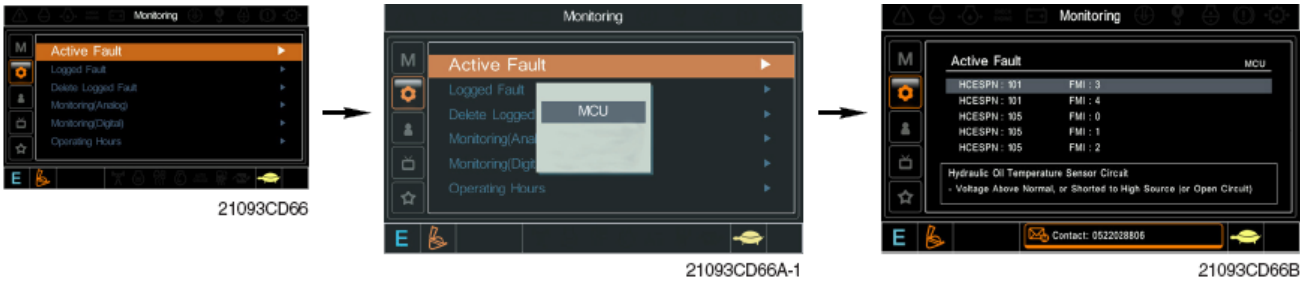 Monitoring
M
Active Fault
Logged Fault
Delete Logged Fault
Monitoring(Analog)
Monitoring(Digital)
Operating Hours
E
21093CD66
Monitoring
M
Active Fault
Logged Fault
Delete Logged
MCU
Monitoring(Ana
Monitoring(Digit
Operating Hours
E
21093CD66A-1
Monitoring
M
Active Fault MCU
HCESPN : 101 FMI : 3
HCESPN : 101 FMI : 4
HCESPN : 105 FMI : 0
HCESPN : 105 FMI : 1
HCESPN : 105 FMI : 2
Hydraulic Oil Temperature Sensor Circuit
- Voltage Above Normal, or Shorted to High Source (or Open Circuit)
E
Contact: 0522028806
21093CD66B